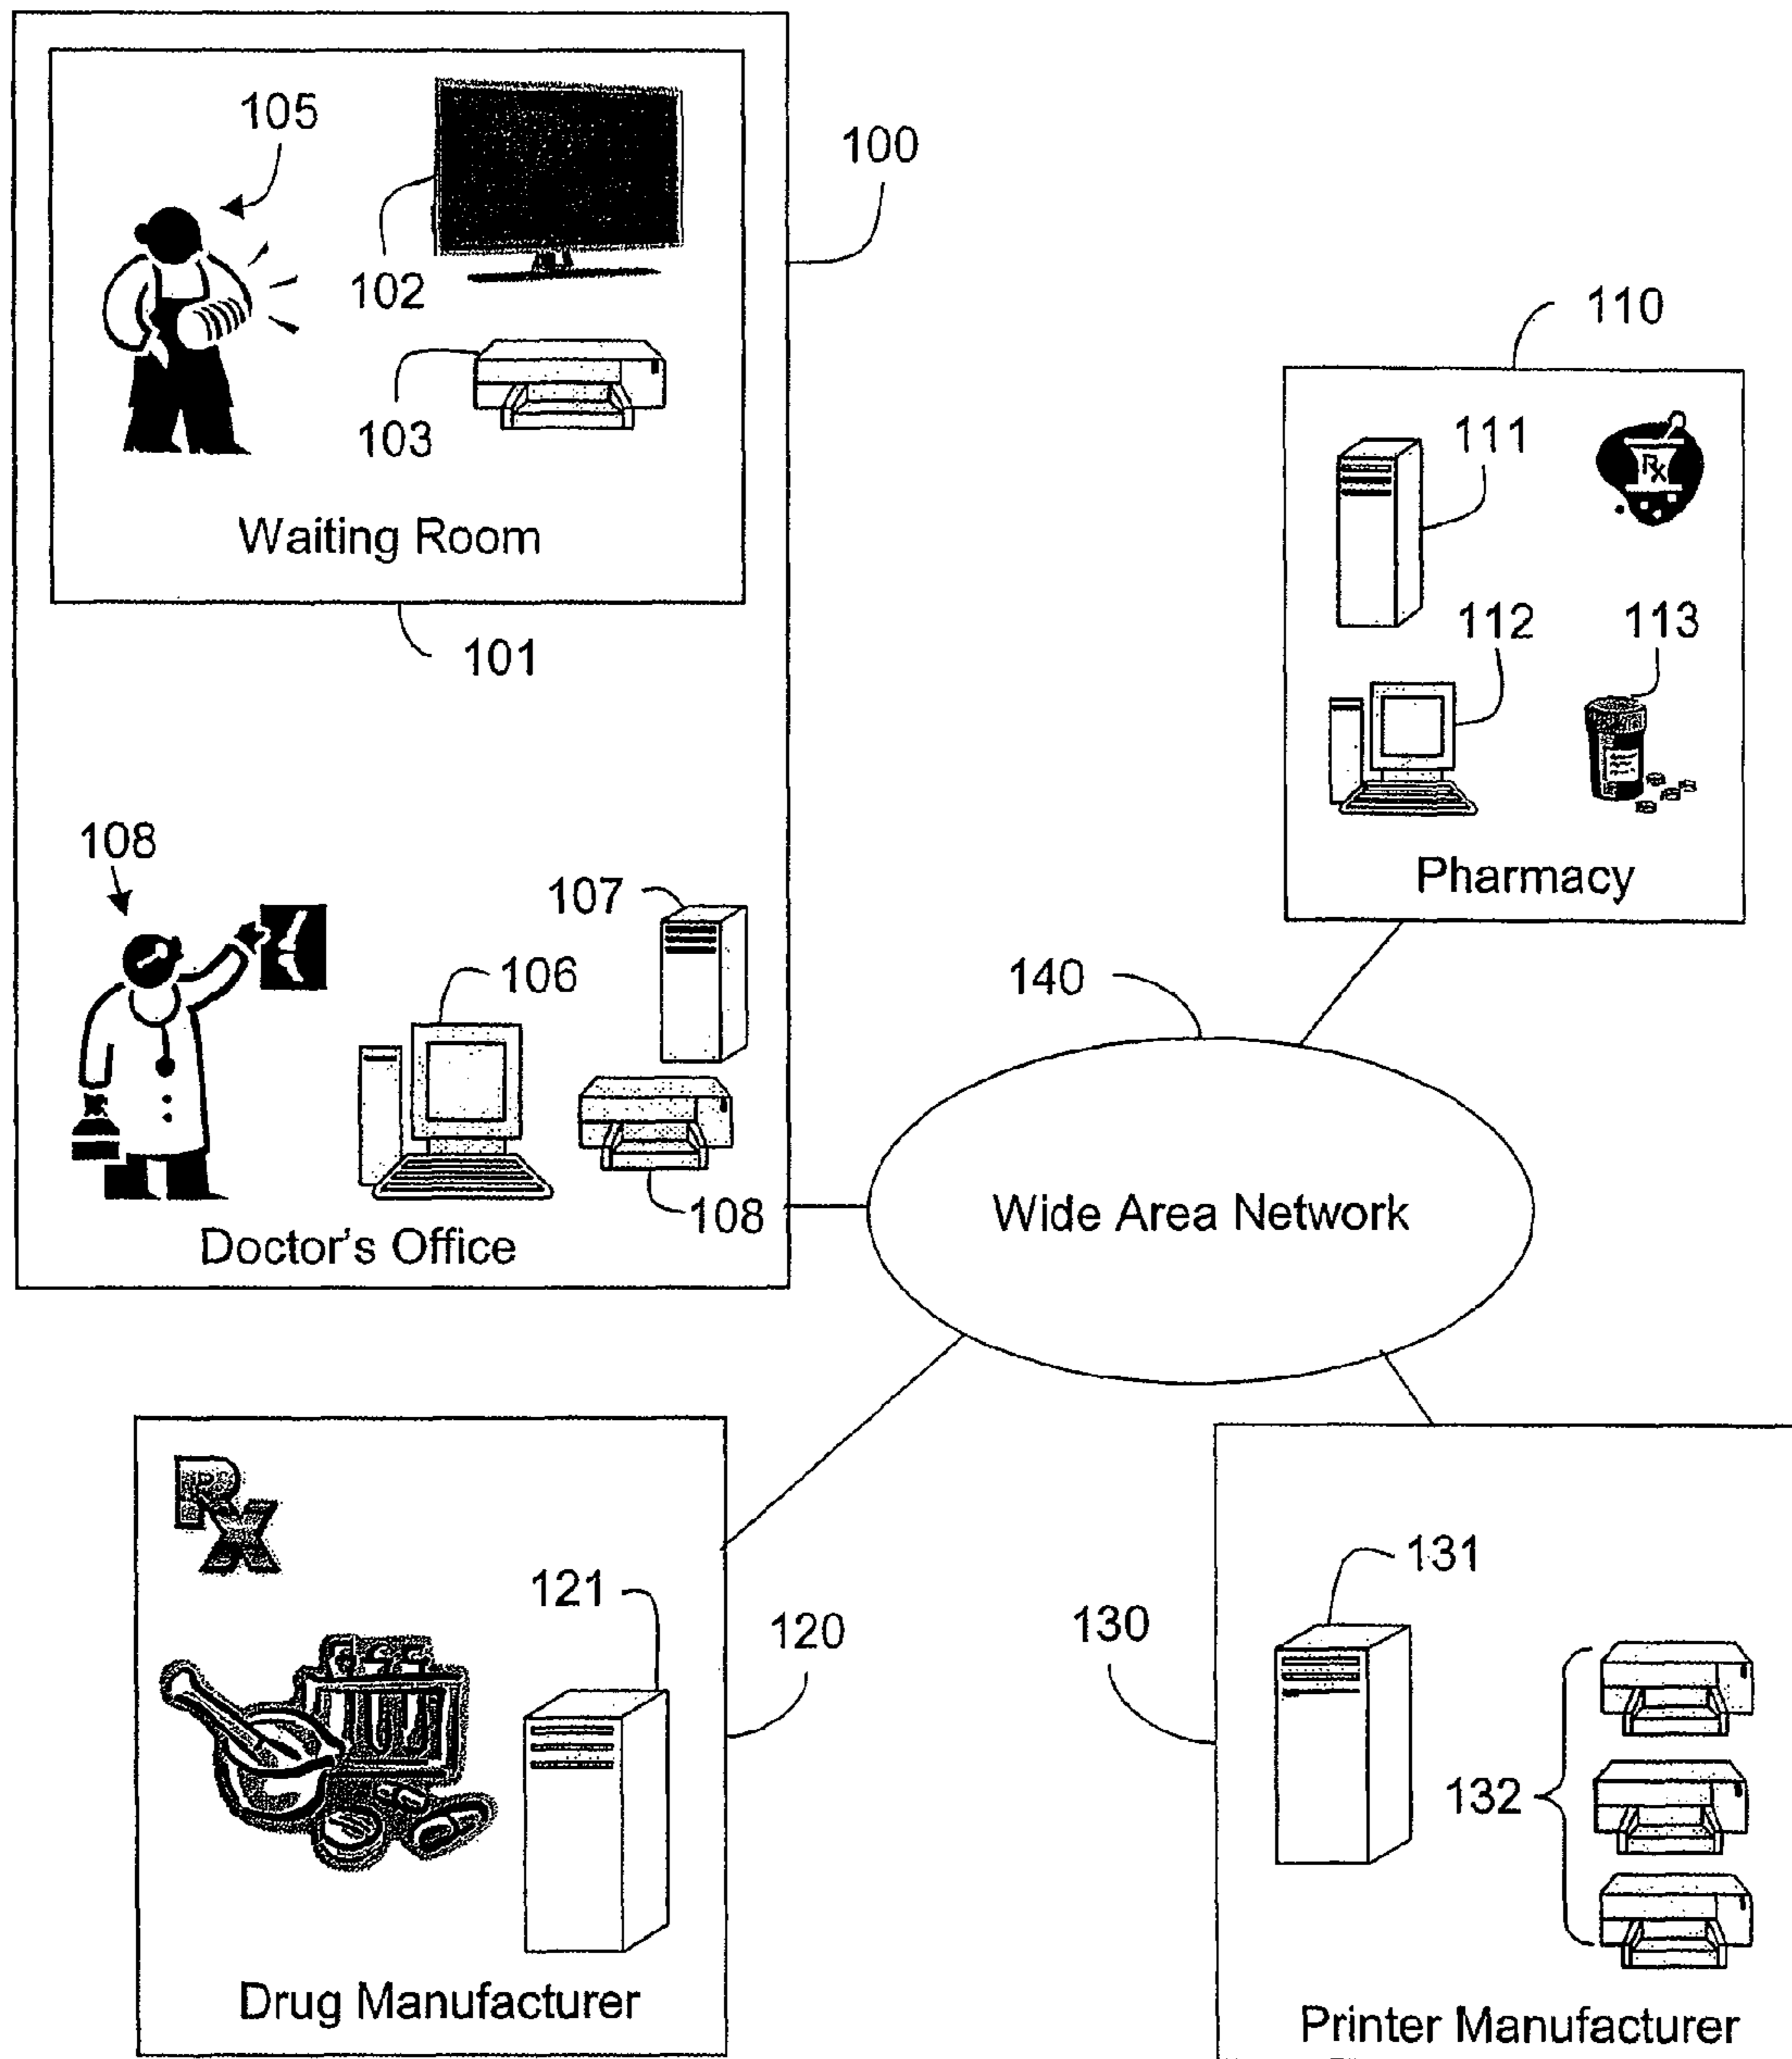 105
100
102
103
Waiting Room
101
110
111
112
113
Pharmacy
108
107
106
108
Doctor's Office
140
Wide Area Network
Rx
121
120
Drug Manufacturer
130
131
132
Printer Manufacturer
Rx